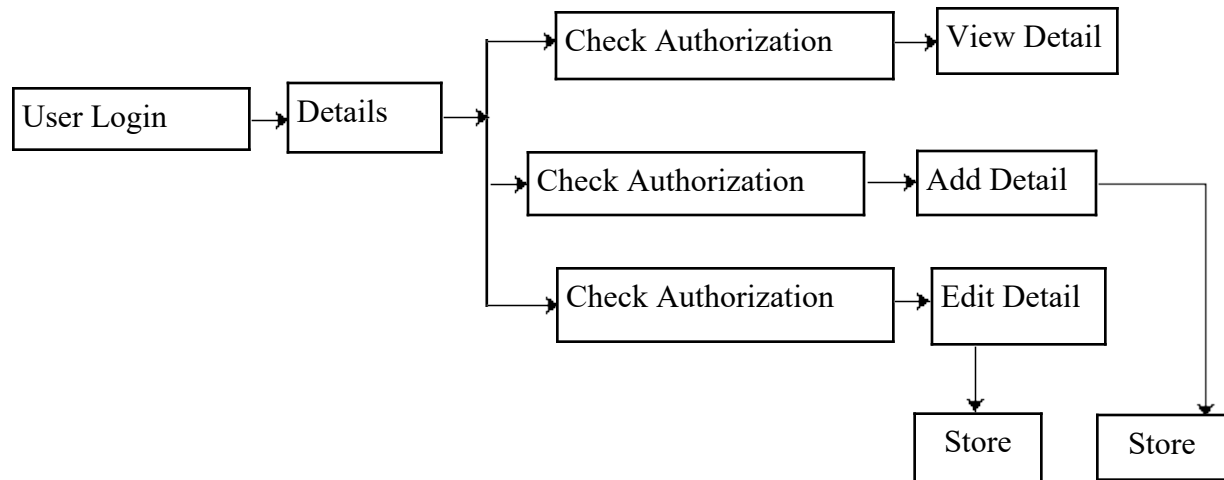 Check Authorization
View Detail
User Login
Details
Check Authorization
Add Detail
Check Authorization
Edit Detail
Store
Store